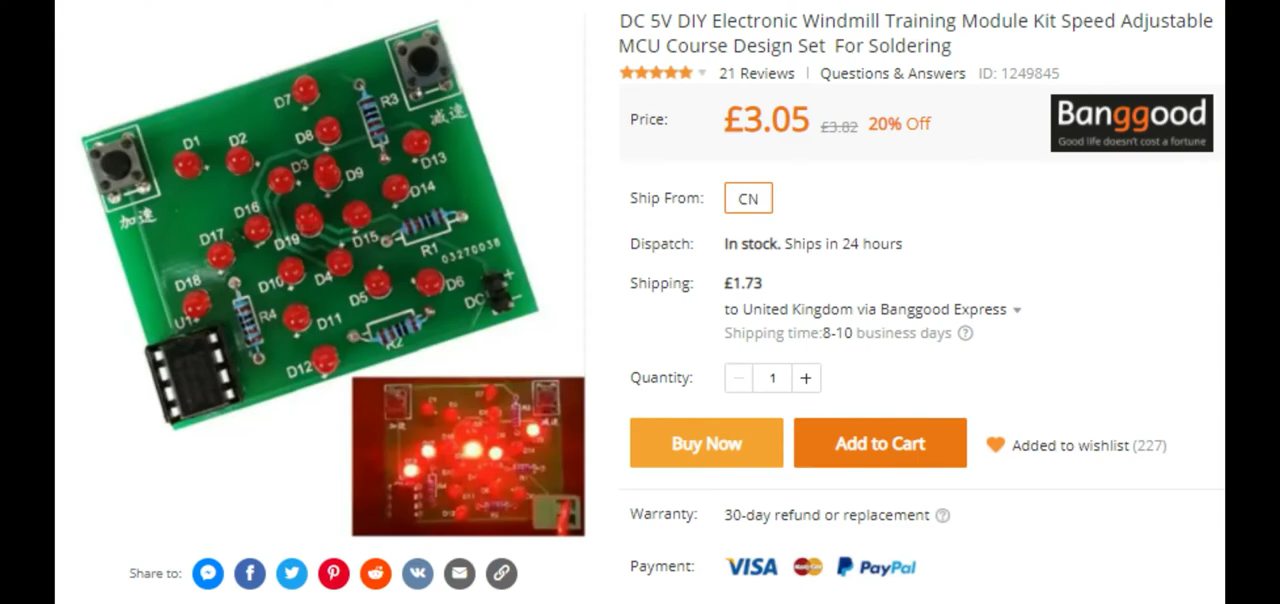 DC 5V DIY Electronic Windmill Training Module Kit Speed Adjustable
MCU Course Design Set For Soldering
21 Reviews | Questions & Answers ID: 1249845
Price: £3.05 £3.82 20% Off
Banggood
Good life doesn't cost a fortune
Ship From: CN
Dispatch: In stock. Ships in 24 hours
Shipping: £1.73
to United Kingdom via Banggood Express
Shipping time:8-10 business days ?
Quantity: − 1 +
Buy Now
Add to Cart
Added to wishlist (227)
Warranty: 30-day refund or replacement ?
Payment: VISA MasterCard PayPal
D7
R3
减速
D8
D1
D2
D13
D3
D9
D14
加速
D16
D15
R1
D17
D19
03270038
D10
D4
D6
D18
D5
DC + −
U1
R4
D11
R2
D12
Share to: